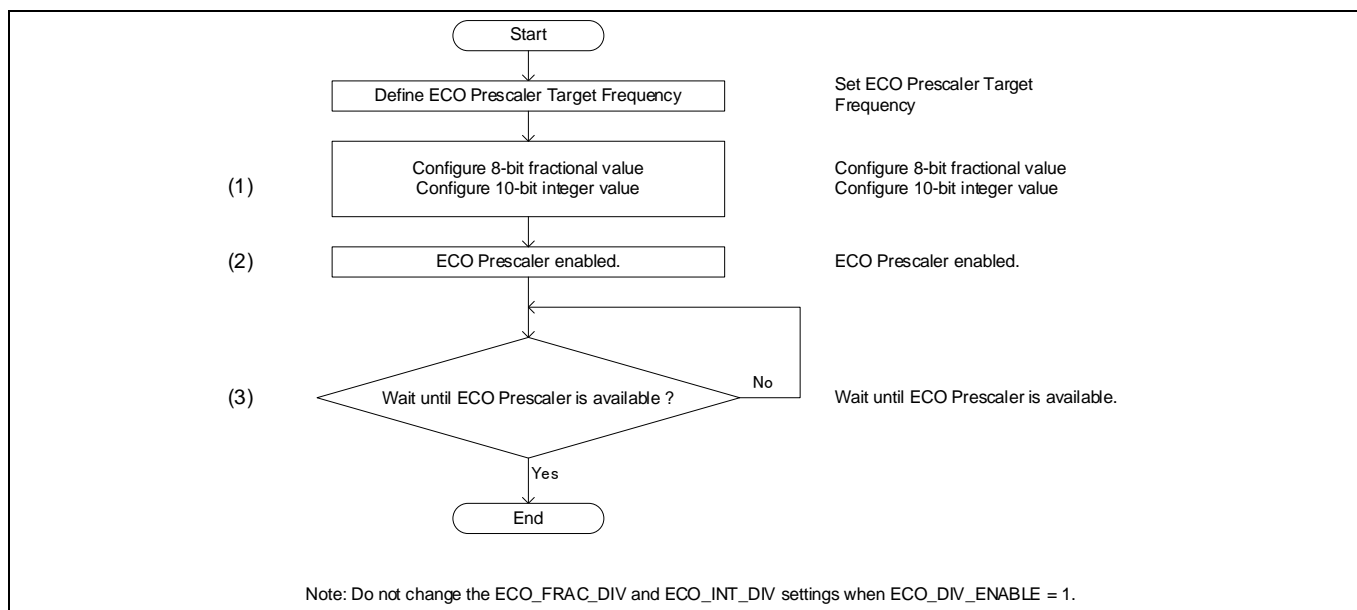 Start
Define ECO Prescaler Target Frequency
Set ECO Prescaler Target
Frequency
(1)
Configure 8-bit fractional value
Configure 10-bit integer value
Configure 8-bit fractional value
Configure 10-bit integer value
(2)
ECO Prescaler enabled.
ECO Prescaler enabled.
(3)
Wait until ECO Prescaler is available ?
No
Wait until ECO Prescaler is available.
Yes
End
Note: Do not change the ECO_FRAC_DIV and ECO_INT_DIV settings when ECO_DIV_ENABLE = 1.